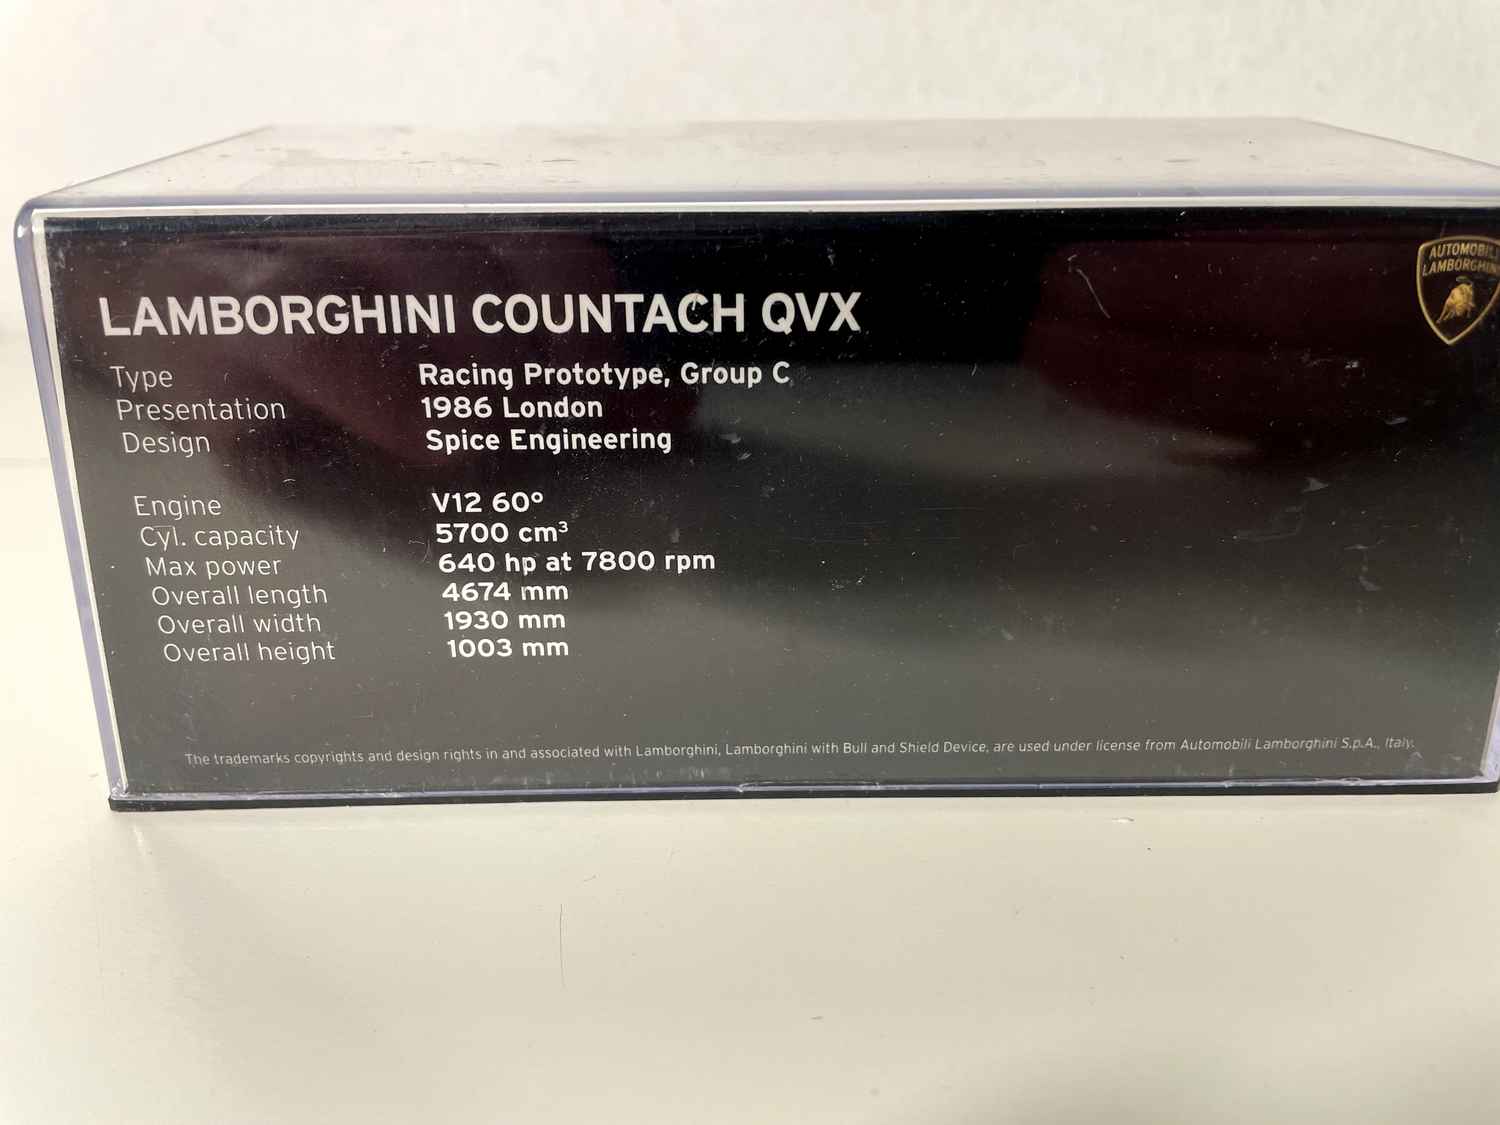 AUTOMOBILI
LAMBORGHINI
LAMBORGHINI COUNTACH QVX
Type Racing Prototype, Group C
Presentation 1986 London
Design Spice Engineering
Engine V12 60°
Cyl. capacity 5700 cm³
Max power 640 hp at 7800 rpm
Overall length 4674 mm
Overall width 1930 mm
Overall height 1003 mm
The trademarks copyrights and design rights in and associated with Lamborghini, Lamborghini with Bull and Shield Device, are used under license from Automobili Lamborghini S.p.A., Italy.